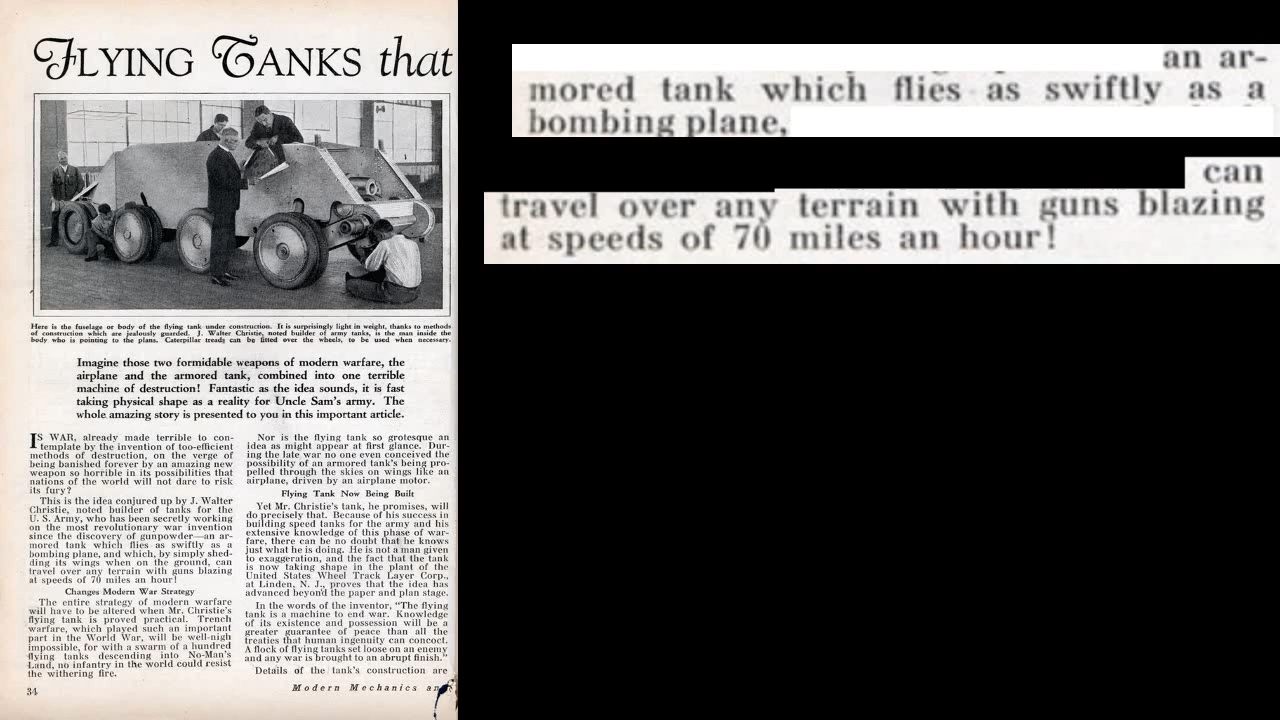 FLYING TANKS that
Here is the fuselage or body of the flying tank under construction. It is surprisingly light in weight, thanks to methods
of construction which are jealously guarded. J. Walter Christie, noted builder of army tanks, is the man inside the
body who is pointing to the plans. Caterpillar treads can be fitted over the wheels, to be used when necessary.
Imagine those two formidable weapons of modern warfare, the
airplane and the armored tank, combined into one terrible
machine of destruction! Fantastic as the idea sounds, it is fast
taking physical shape as a reality for Uncle Sam's army. The
whole amazing story is presented to you in this important article.
IS WAR, already made terrible to con-
template by the invention of too-efficient
methods of destruction, on the verge of
being banished forever by an amazing new
weapon so horrible in its possibilities that
nations of the world will not dare to risk
its fury?
This is the idea conjured up by J. Walter
Christie, noted builder of tanks for the
U. S. Army, who has been secretly working
on the most revolutionary war invention
since the discovery of gunpowder—an ar-
mored tank which flies as swiftly as a
bombing plane, and which, by simply shed-
ding its wings when on the ground, can
travel over any terrain with guns blazing
at speeds of 70 miles an hour!
Changes Modern War Strategy
The entire strategy of modern warfare
will have to be altered when Mr. Christie's
flying tank is proved practical. Trench
warfare, which played such an important
part in the World War, will be well-nigh
impossible, for with a swarm of a hundred
flying tanks descending into No-Man's
Land, no infantry in the world could resist
the withering fire.
34
Nor is the flying tank so grotesque an
idea as might appear at first glance. Dur-
ing the late war no one even conceived the
possibility of an armored tank's being pro-
pelled through the skies on wings like an
airplane, driven by an airplane motor.
Flying Tank Now Being Built
Yet Mr. Christie's tank, he promises, will
do precisely that. Because of his success in
building speed tanks for the army and his
extensive knowledge of this phase of war-
fare, there can be no doubt that he knows
just what he is doing. He is not a man given
to exaggeration, and the fact that the tank
is now taking shape in the plant of the
United States Wheel Track Layer Corp.,
at Linden, N. J., proves that the idea has
advanced beyond the paper and plan stage.
In the words of the inventor, "The flying
tank is a machine to end war. Knowledge
of its existence and possession will be a
greater guarantee of peace than all the
treaties that human ingenuity can concoct.
A flock of flying tanks set loose on an enemy
and any war is brought to an abrupt finish."
Details of the tank's construction are
Modern Mechanics
an ar-
mored tank which flies as swiftly as a
bombing plane,
can
travel over any terrain with guns blazing
at speeds of 70 miles an hour!